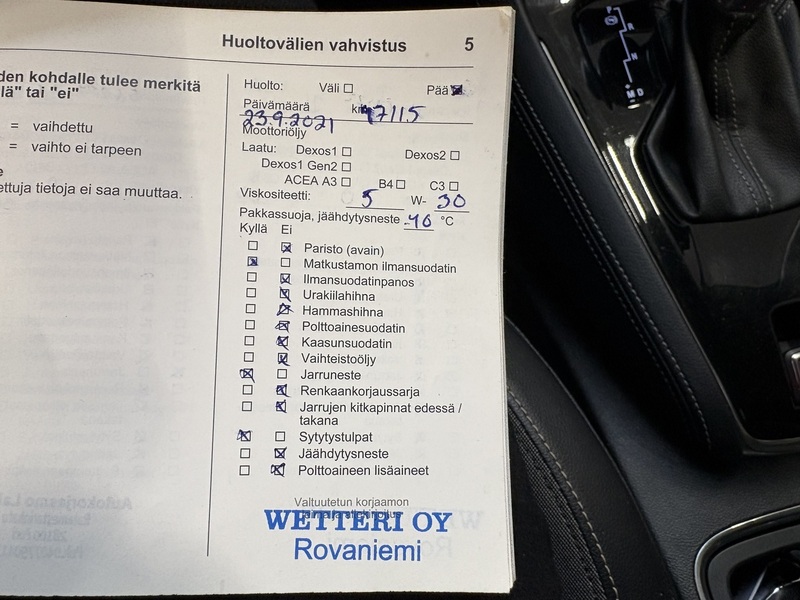 Huoltovälien vahvistus 5
den kohdalle tulee merkitä
lä" tai "ei"
= vaihdettu
= vaihto ei tarpeen
ettuja tietoja ei saa muuttaa.
Huolto: Väli ☐ Pää ☒
Päivämäärä km
23.9.2021 47115
Moottoriöljy
Laatu: Dexos1 ☐ Dexos2 ☐
Dexos1 Gen2 ☐
ACEA A3 ☐ B4 ☐ C3 ☐
Viskositeetti: 5 W- 30
Pakkassuoja, jäähdytysneste -40 °C
Kyllä Ei
☐ ☒ Paristo (avain)
☒ ☐ Matkustamon ilmansuodatin
☐ ☒ Ilmansuodatinpanos
☐ ☒ Urakiilahihna
☐ ☒ Hammashihna
☐ ☒ Polttoainesuodatin
☐ ☒ Kaasunsuodatin
☐ ☒ Vaihteistoöljy
☒ ☐ Jarruneste
☐ ☒ Renkaankorjaussarja
☐ ☒ Jarrujen kitkapinnat edessä /
takana
☒ ☐ Sytytystulpat
☐ ☒ Jäähdytysneste
☐ ☒ Polttoaineen lisäaineet
Valtuutetun korjaamon
WETTERI OY
Rovaniemi
P
R
N
M D